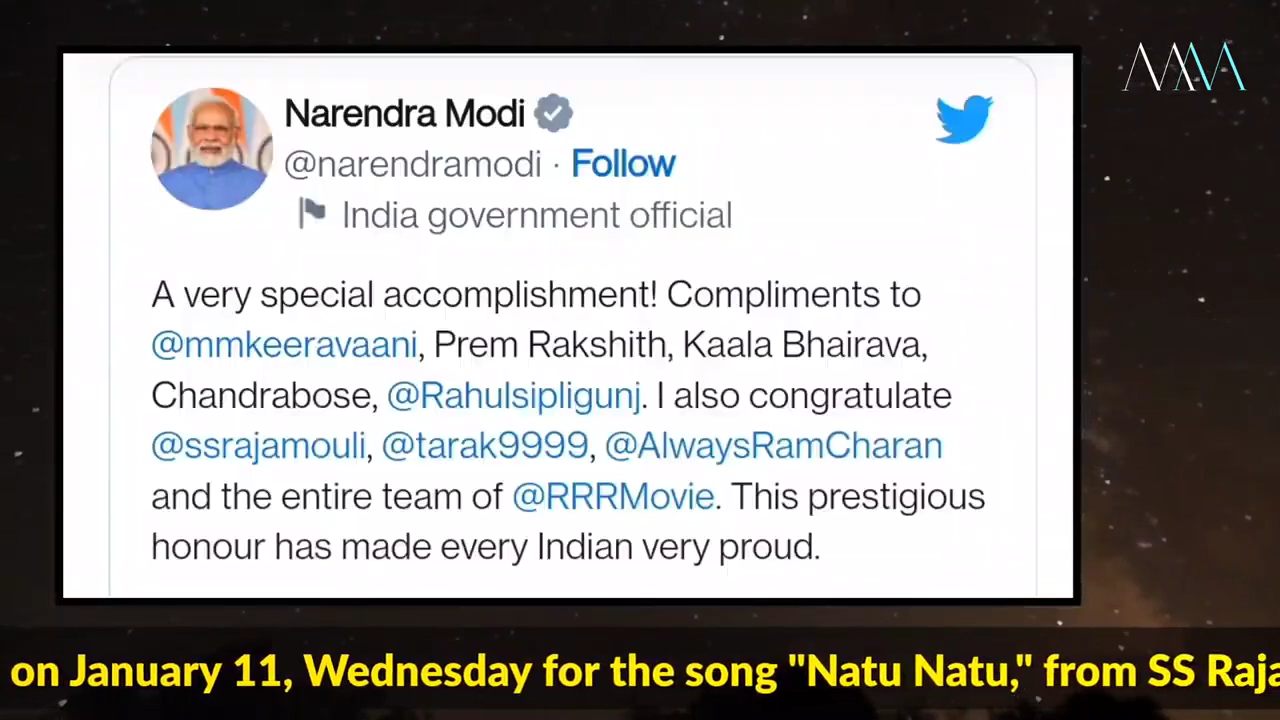 Narendra Modi
@narendramodi · Follow
India government official
A very special accomplishment! Compliments to
@mmkeeravaani, Prem Rakshith, Kaala Bhairava,
Chandrabose, @Rahulsipligunj. I also congratulate
@ssrajamouli, @tarak9999, @AlwaysRamCharan
and the entire team of @RRRMovie. This prestigious
honour has made every Indian very proud.
on January 11, Wednesday for the song "Natu Natu," from SS Raja